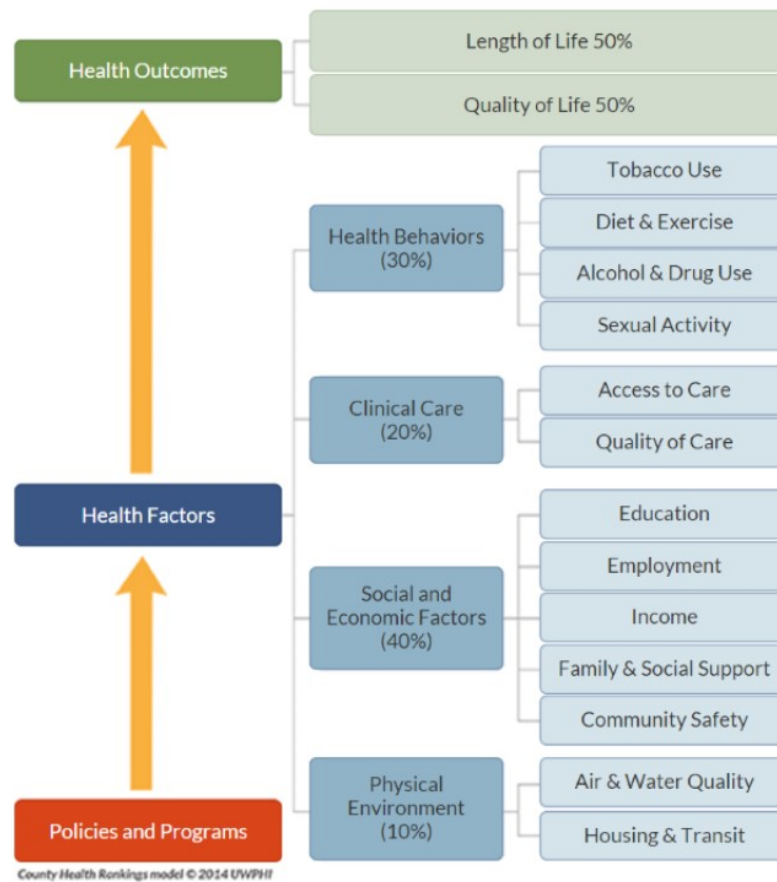 Health Outcomes
Length of Life 50%
Quality of Life 50%
Health Behaviors
(30%)
Tobacco Use
Diet & Exercise
Alcohol & Drug Use
Sexual Activity
Clinical Care
(20%)
Access to Care
Quality of Care
Health Factors
Social and
Economic Factors
(40%)
Education
Employment
Income
Family & Social Support
Community Safety
Physical
Environment
(10%)
Air & Water Quality
Housing & Transit
Policies and Programs
County Health Rankings model © 2014 UWPHI